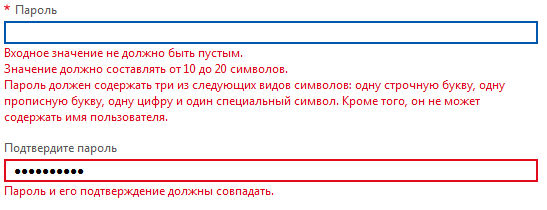 * Пароль
Входное значение не должно быть пустым.
Значение должно составлять от 10 до 20 символов.
Пароль должен содержать три из следующих видов символов: одну строчную букву, одну
прописную букву, одну цифру и один специальный символ. Кроме того, он не может
содержать имя пользователя.
Подтвердите пароль
●●●●●●●●●●
Пароль и его подтверждение должны совпадать.